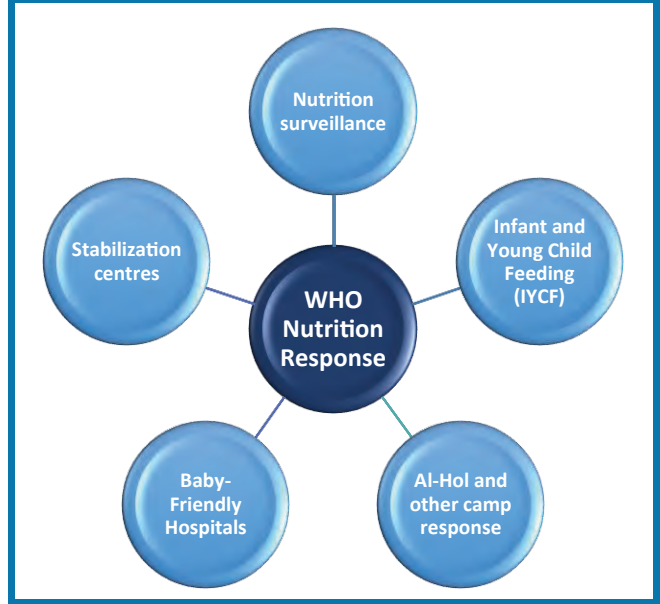 Nutrition
surveillance
Infant and
Young Child
Feeding
(IYCF)
Stabilization
centres
WHO
Nutrition
Response
Baby-
Friendly
Hospitals
Al-Hol and
other camp
response